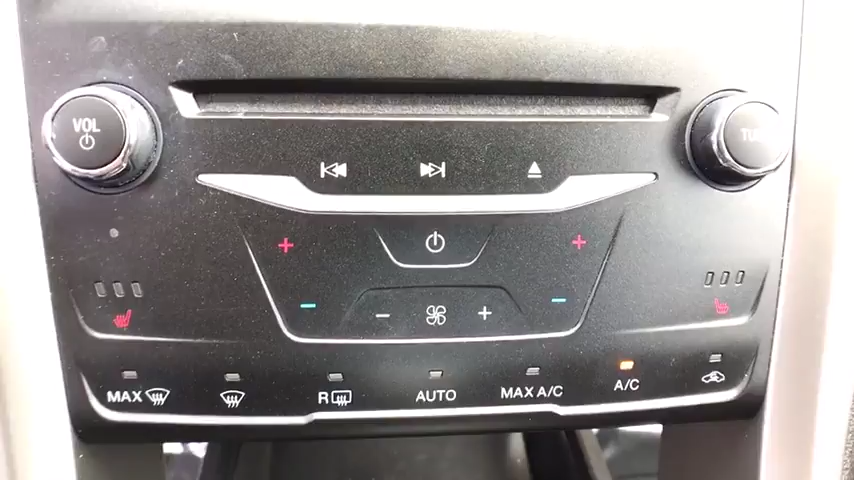 VOL
+ +
- - + -
MAX R AUTO MAX A/C A/C